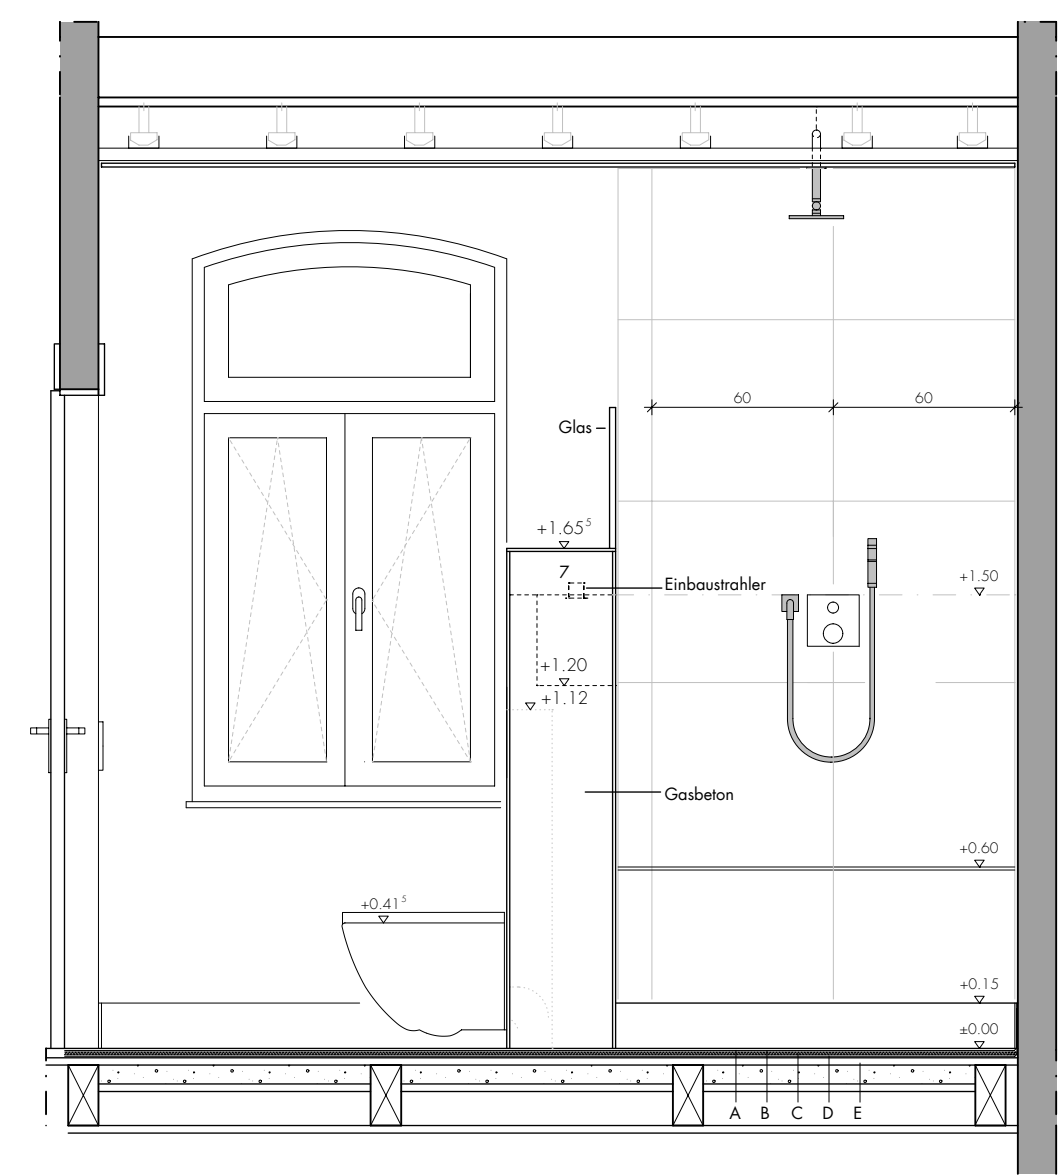 60 60
Glas
+1.65⁵
7
Einbaustrahler
+1.50
+1.20
+1.12
Gasbeton
+0.60
+0.41⁵
+0.15
±0.00
A B C D E